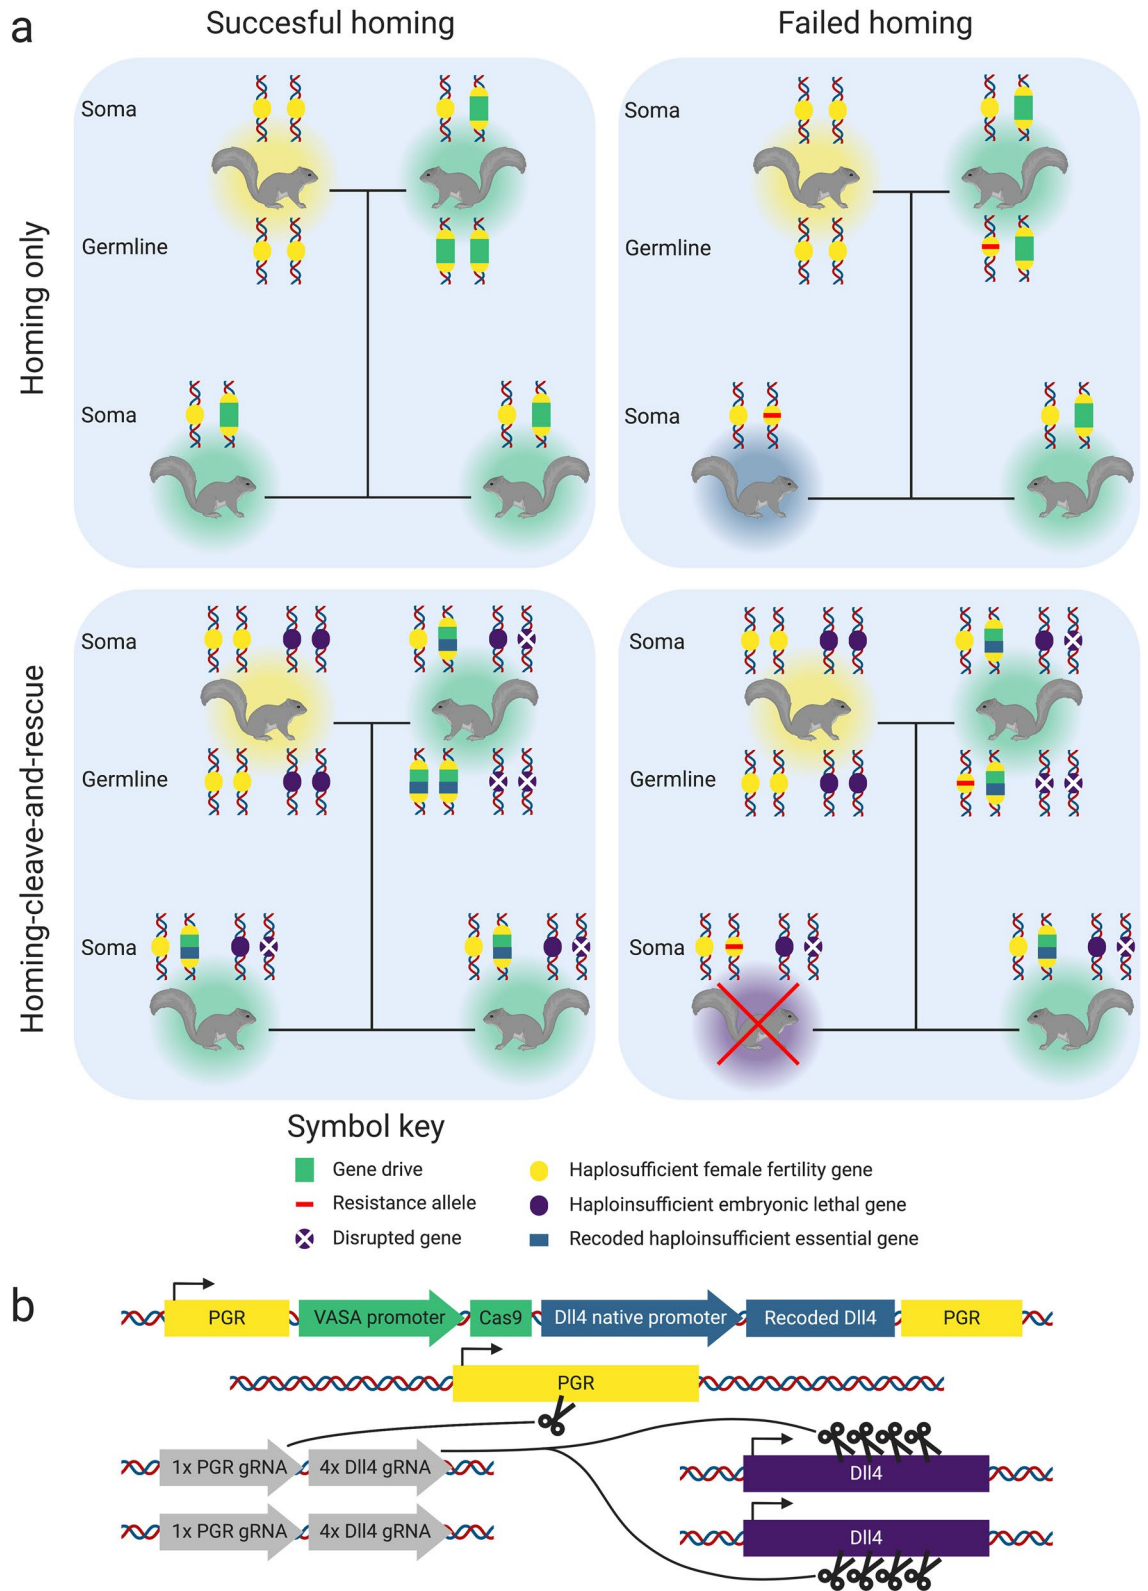 a
Succesful homing
Failed homing
Homing only
Soma
Germline
Soma
Soma
Germline
Soma
Homing-cleave-and-rescue
Soma
Germline
Soma
Soma
Germline
Soma
Symbol key
Gene drive
Haplosufficient female fertility gene
Resistance allele
Haploinsufficient embryonic lethal gene
Disrupted gene
Recoded haploinsufficient essential gene
b
PGR VASA promoter Cas9 Dll4 native promoter Recoded Dll4 PGR
PGR
1x PGR gRNA 4x Dll4 gRNA
Dll4
1x PGR gRNA 4x Dll4 gRNA
Dll4